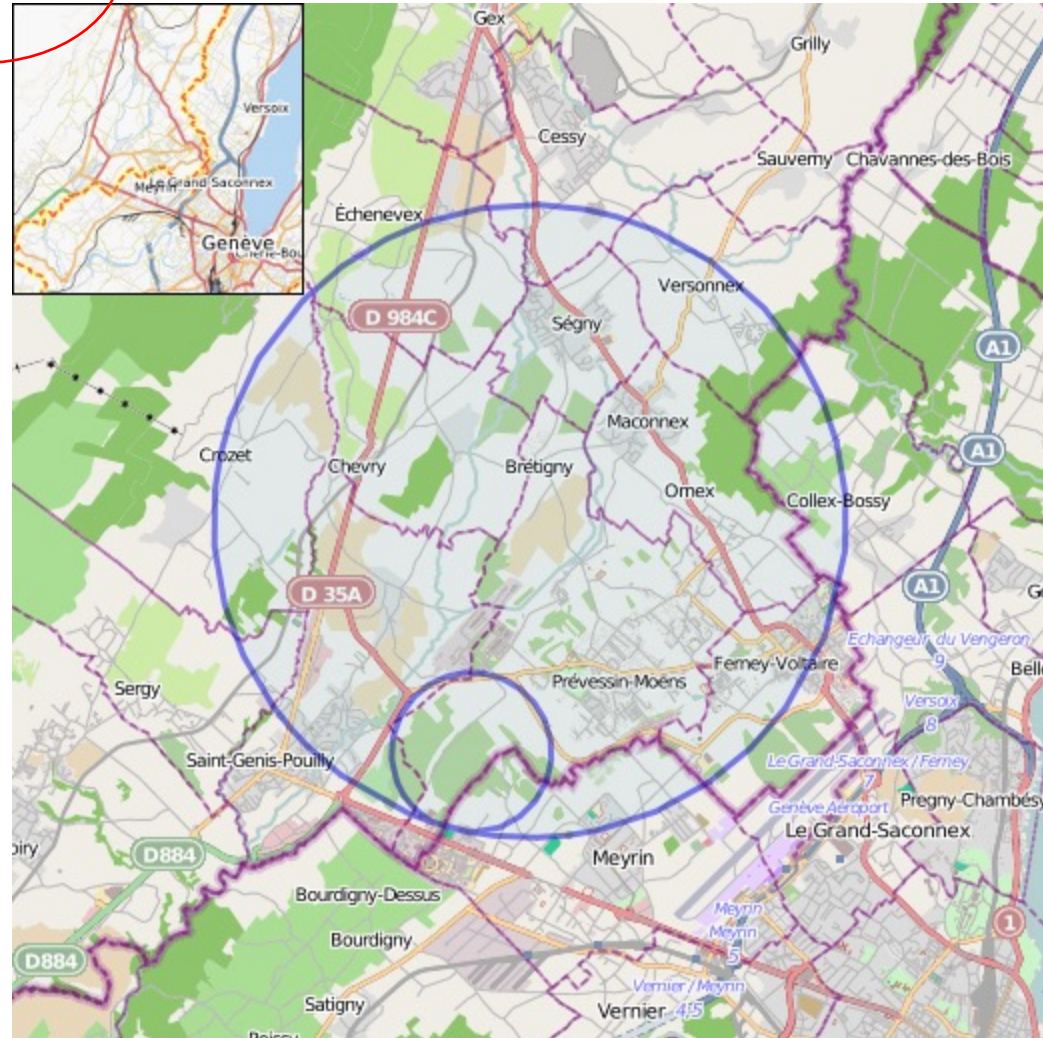 Gex
Grilly
Versoix
Cessy
Sauverny
Chavannes-des-Bois
Le Grand Saconnex
Meyrin
Échenevex
Genève
Versonnex
D 984C
Ségny
A1
Maconnex
A1
Crozet
Chevry
Brétigny
Ornex
Collex-Bossy
A1
D 35A
Echangeur du Vengeron
9
Ferney-Voltaire
Prévessin-Moëns
Sergy
Versoix
8
Saint-Genis-Pouilly
Le Grand-Saconnex / Ferney
7
Genève Aéroport
Pregny-Chambésy
Le Grand-Saconnex
D884
Meyrin
Bourdigny-Dessus
Meyrin
Meyrin
5
1
Bourdigny
D884
Vernier / Meyrin
4;5
Satigny
Vernier